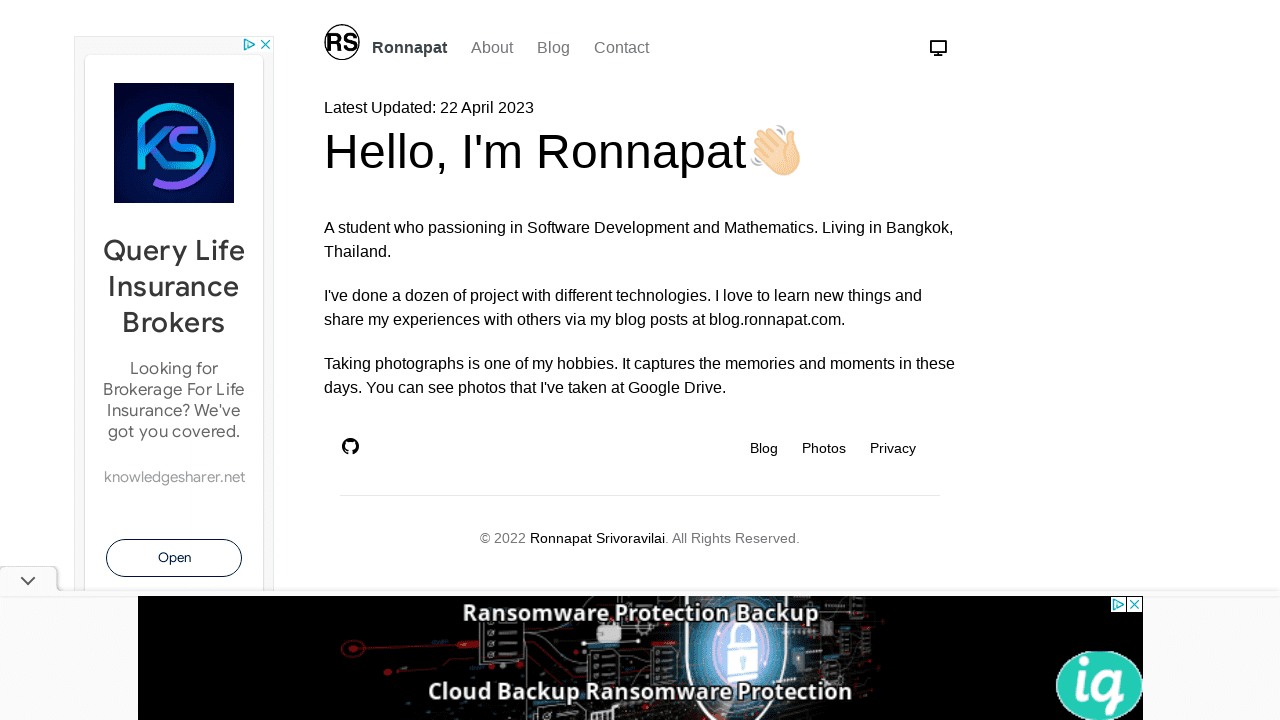 RS
Ronnapat About Blog Contact
Latest Updated: 22 April 2023
Hello, I'm Ronnapat
A student who passioning in Software Development and Mathematics. Living in Bangkok,
Thailand.
I've done a dozen of project with different technologies. I love to learn new things and
share my experiences with others via my blog posts at blog.ronnapat.com.
Taking photographs is one of my hobbies. It captures the memories and moments in these
days. You can see photos that I've taken at Google Drive.
Blog Photos Privacy
© 2022 Ronnapat Srivoravilai. All Rights Reserved.
KS
Query Life
Insurance
Brokers
Looking for
Brokerage For Life
Insurance? We've
got you covered.
knowledgesharer.net
Open
Ransomware Protection Backup
Cloud Backup Ransomware Protection
iq